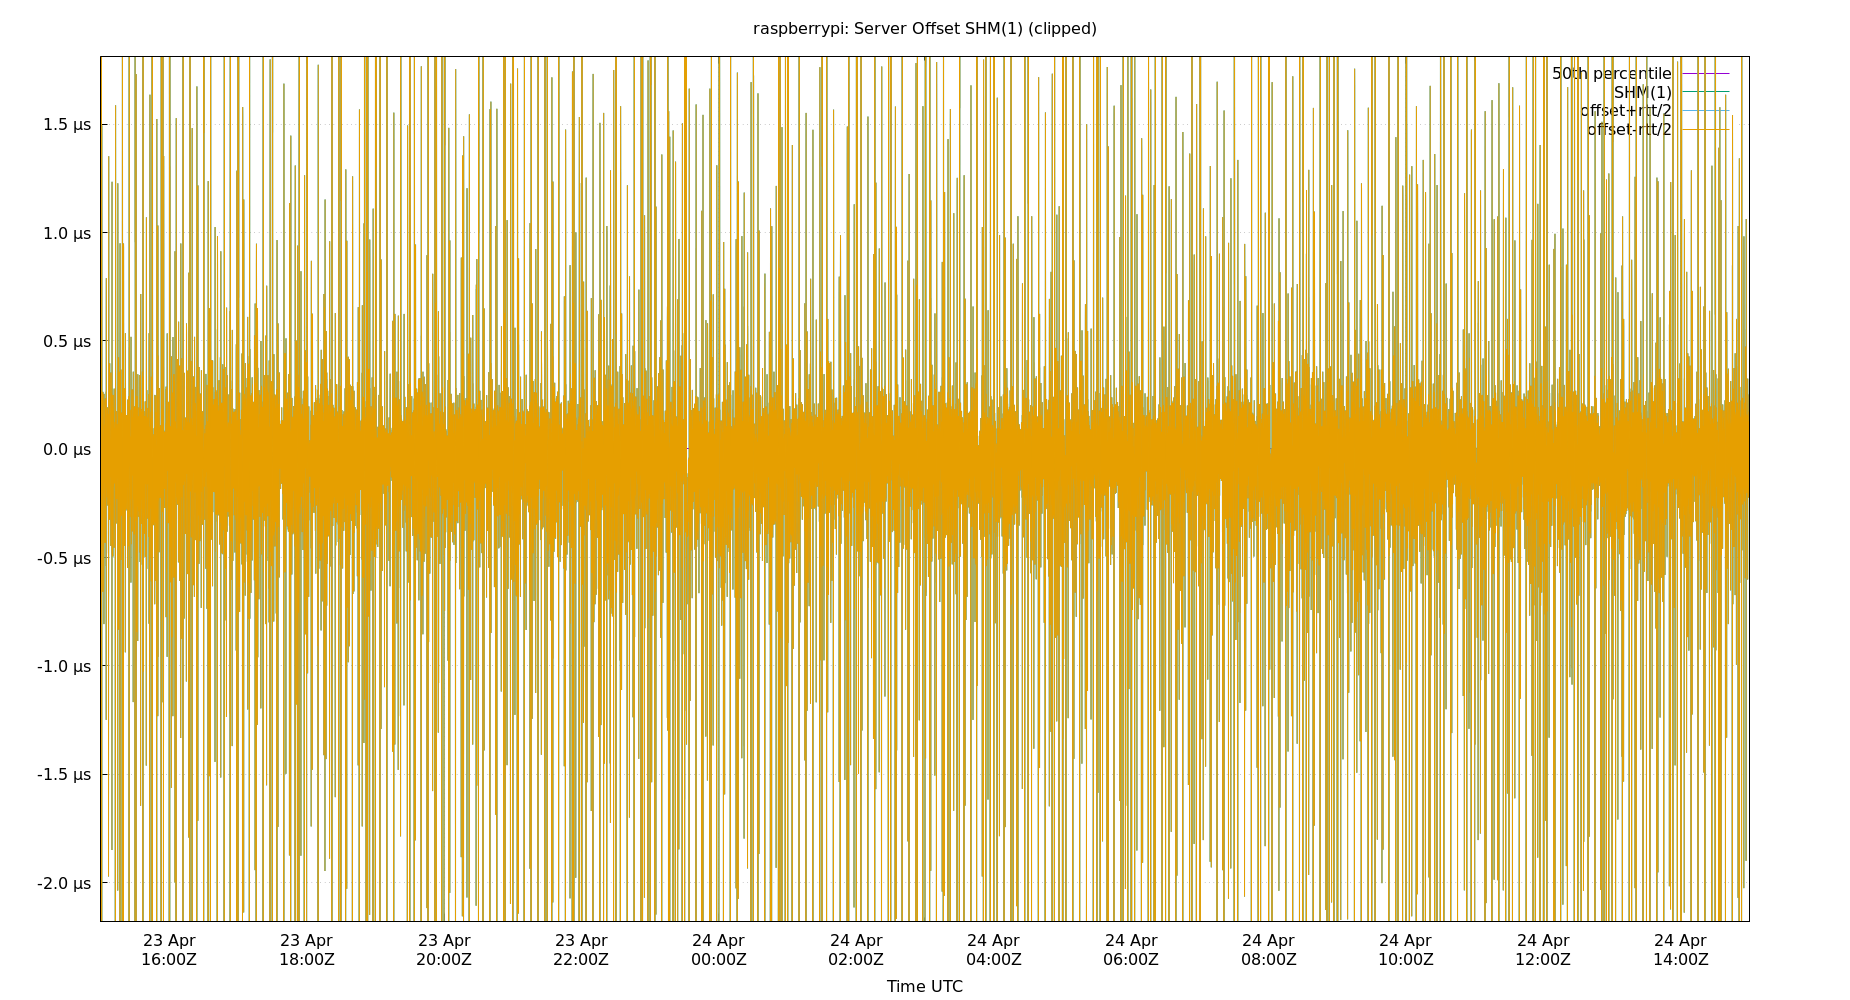 raspberrypi: Server Offset SHM(1) (clipped)
50th percentile
SHM(1)
offset+rtt/2
offset-rtt/2
1.5 µs
1.0 µs
0.5 µs
0.0 µs
-0.5 µs
-1.0 µs
-1.5 µs
-2.0 µs
23 Apr 23 Apr 23 Apr 23 Apr 24 Apr 24 Apr 24 Apr 24 Apr 24 Apr 24 Apr 24 Apr 24 Apr
16:00Z 18:00Z 20:00Z 22:00Z 00:00Z 02:00Z 04:00Z 06:00Z 08:00Z 10:00Z 12:00Z 14:00Z
Time UTC